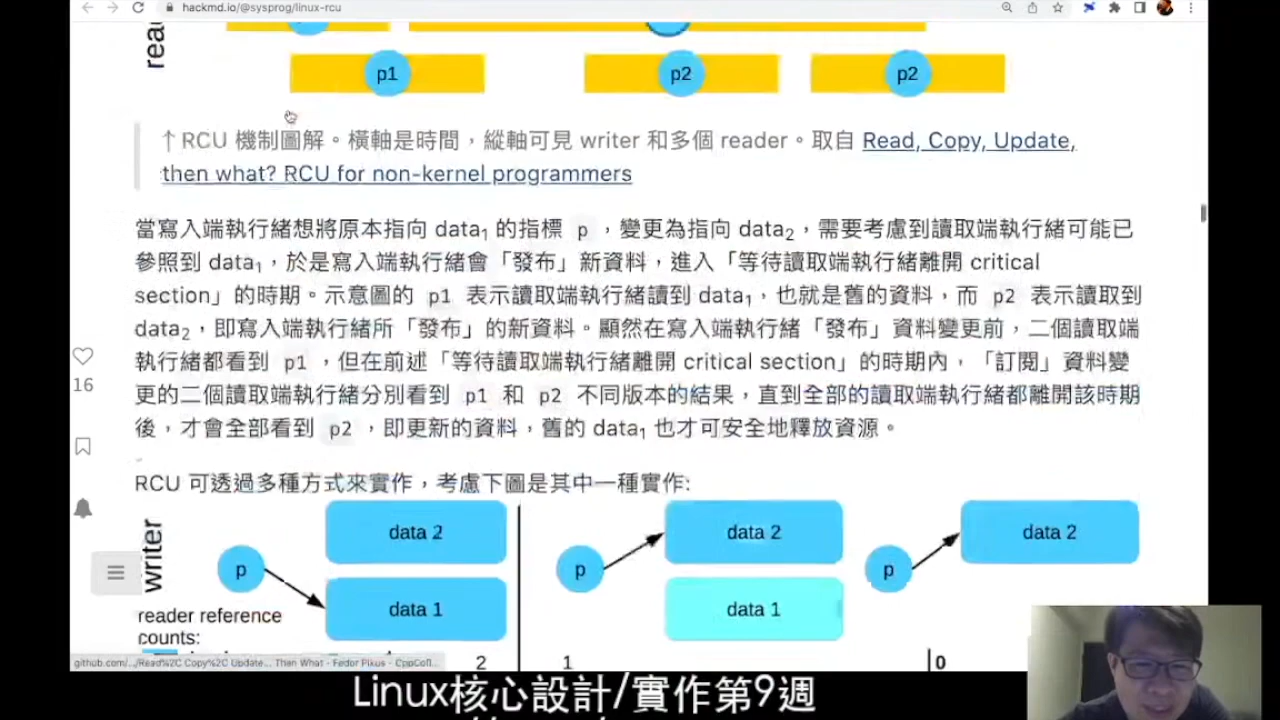 hackmd.io/@sysprog/linux-rcu
p1
p2
p2
↑ RCU 機制圖解。橫軸是時間，縱軸可見 writer 和多個 reader。取自 Read, Copy, Update,
then what? RCU for non-kernel programmers
當寫入端執行緒想將原本指向 data₁ 的指標 p ，變更為指向 data₂，需要考慮到讀取端執行緒可能已
參照到 data₁，於是寫入端執行緒會「發布」新資料，進入「等待讀取端執行緒離開 critical
section」的時期。示意圖的 p1 表示讀取端執行緒讀到 data₁，也就是舊的資料，而 p2 表示讀取到
data₂，即寫入端執行緒所「發布」的新資料。顯然在寫入端執行緒「發布」資料變更前，二個讀取端
執行緒都看到 p1 ，但在前述「等待讀取端執行緒離開 critical section」的時期內，「訂閱」資料變
更的二個讀取端執行緒分別看到 p1 和 p2 不同版本的結果，直到全部的讀取端執行緒都離開該時期
後，才會全部看到 p2 ，即更新的資料，舊的 data₁ 也才可安全地釋放資源。
16
RCU 可透過多種方式來實作，考慮下圖是其中一種實作:
writer
p
data 2
data 1
p
data 2
data 1
p
data 2
reader reference
counts:
2
1
0
github.com/.../Read%2C Copy%2C Update... Then What - Fedor Pikus - CppCon...
Linux核心設計/實作第9週